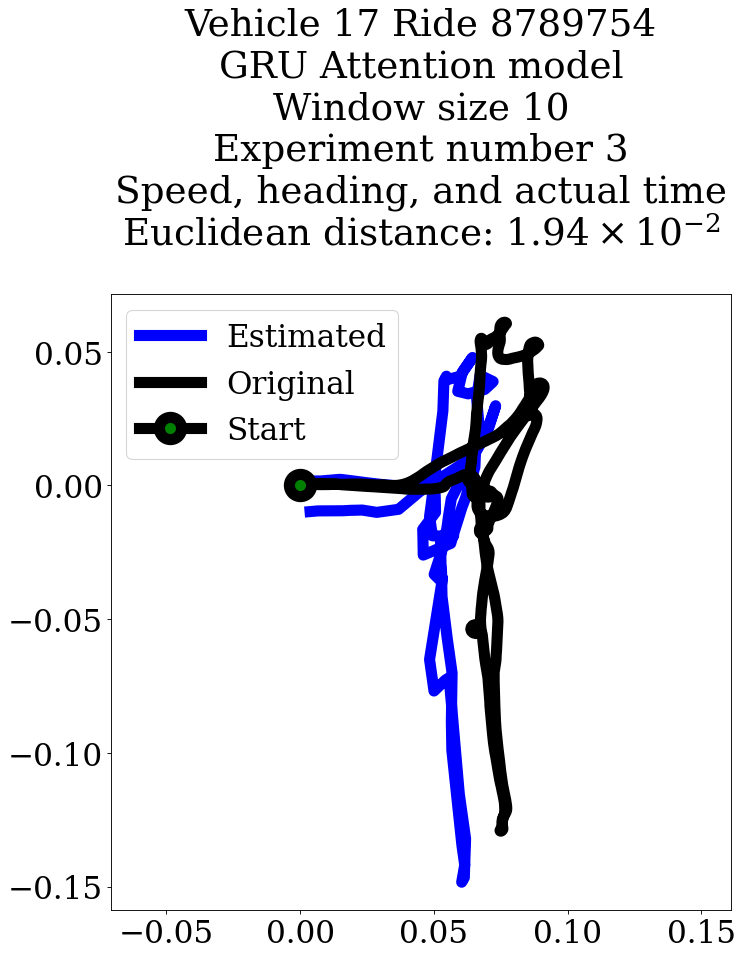 Vehicle 17 Ride 8789754
GRU Attention model
Window size 10
Experiment number 3
Speed, heading, and actual time
Euclidean distance: 1.94 × 10⁻²
Estimated
Original
Start
0.05
0.00
−0.05
−0.10
−0.15
−0.05 0.00 0.05 0.10 0.15